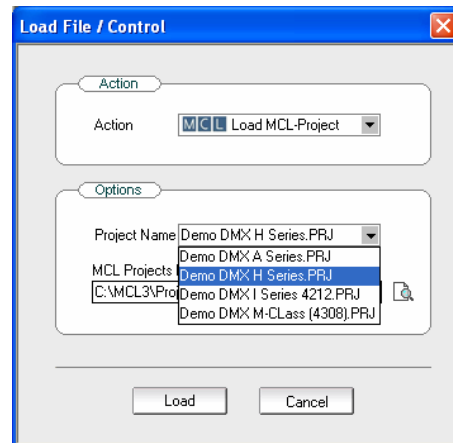 Load File / Control
Action
Action MCL Load MCL-Project
Options
Project Name Demo DMX H Series.PRJ
Demo DMX A Series.PRJ
Demo DMX H Series.PRJ
MCL Projects
Demo DMX I Series 4212.PRJ
C:\MCL3\Proj
Demo DMX M-CLass (4308).PRJ
Load Cancel